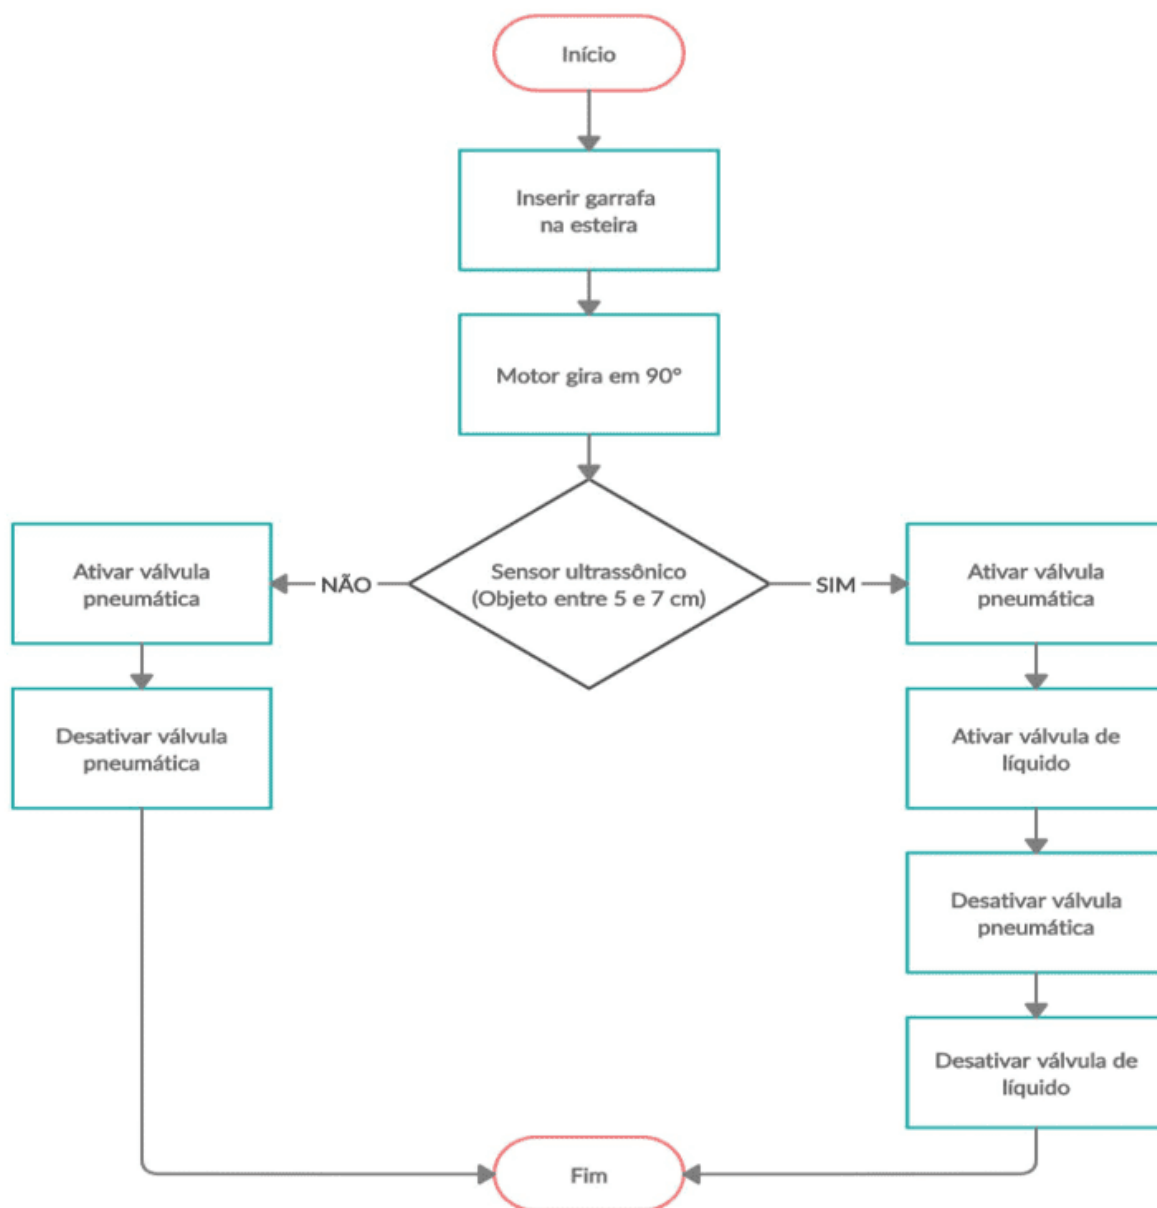 Início
Inserir garrafa
na esteira
Motor gira em 90°
Sensor ultrassônico
(Objeto entre 5 e 7 cm)
NÃO
SIM
Ativar válvula
pneumática
Desativar válvula
pneumática
Ativar válvula
pneumática
Ativar válvula de
líquido
Desativar válvula
pneumática
Desativar válvula de
líquido
Fim